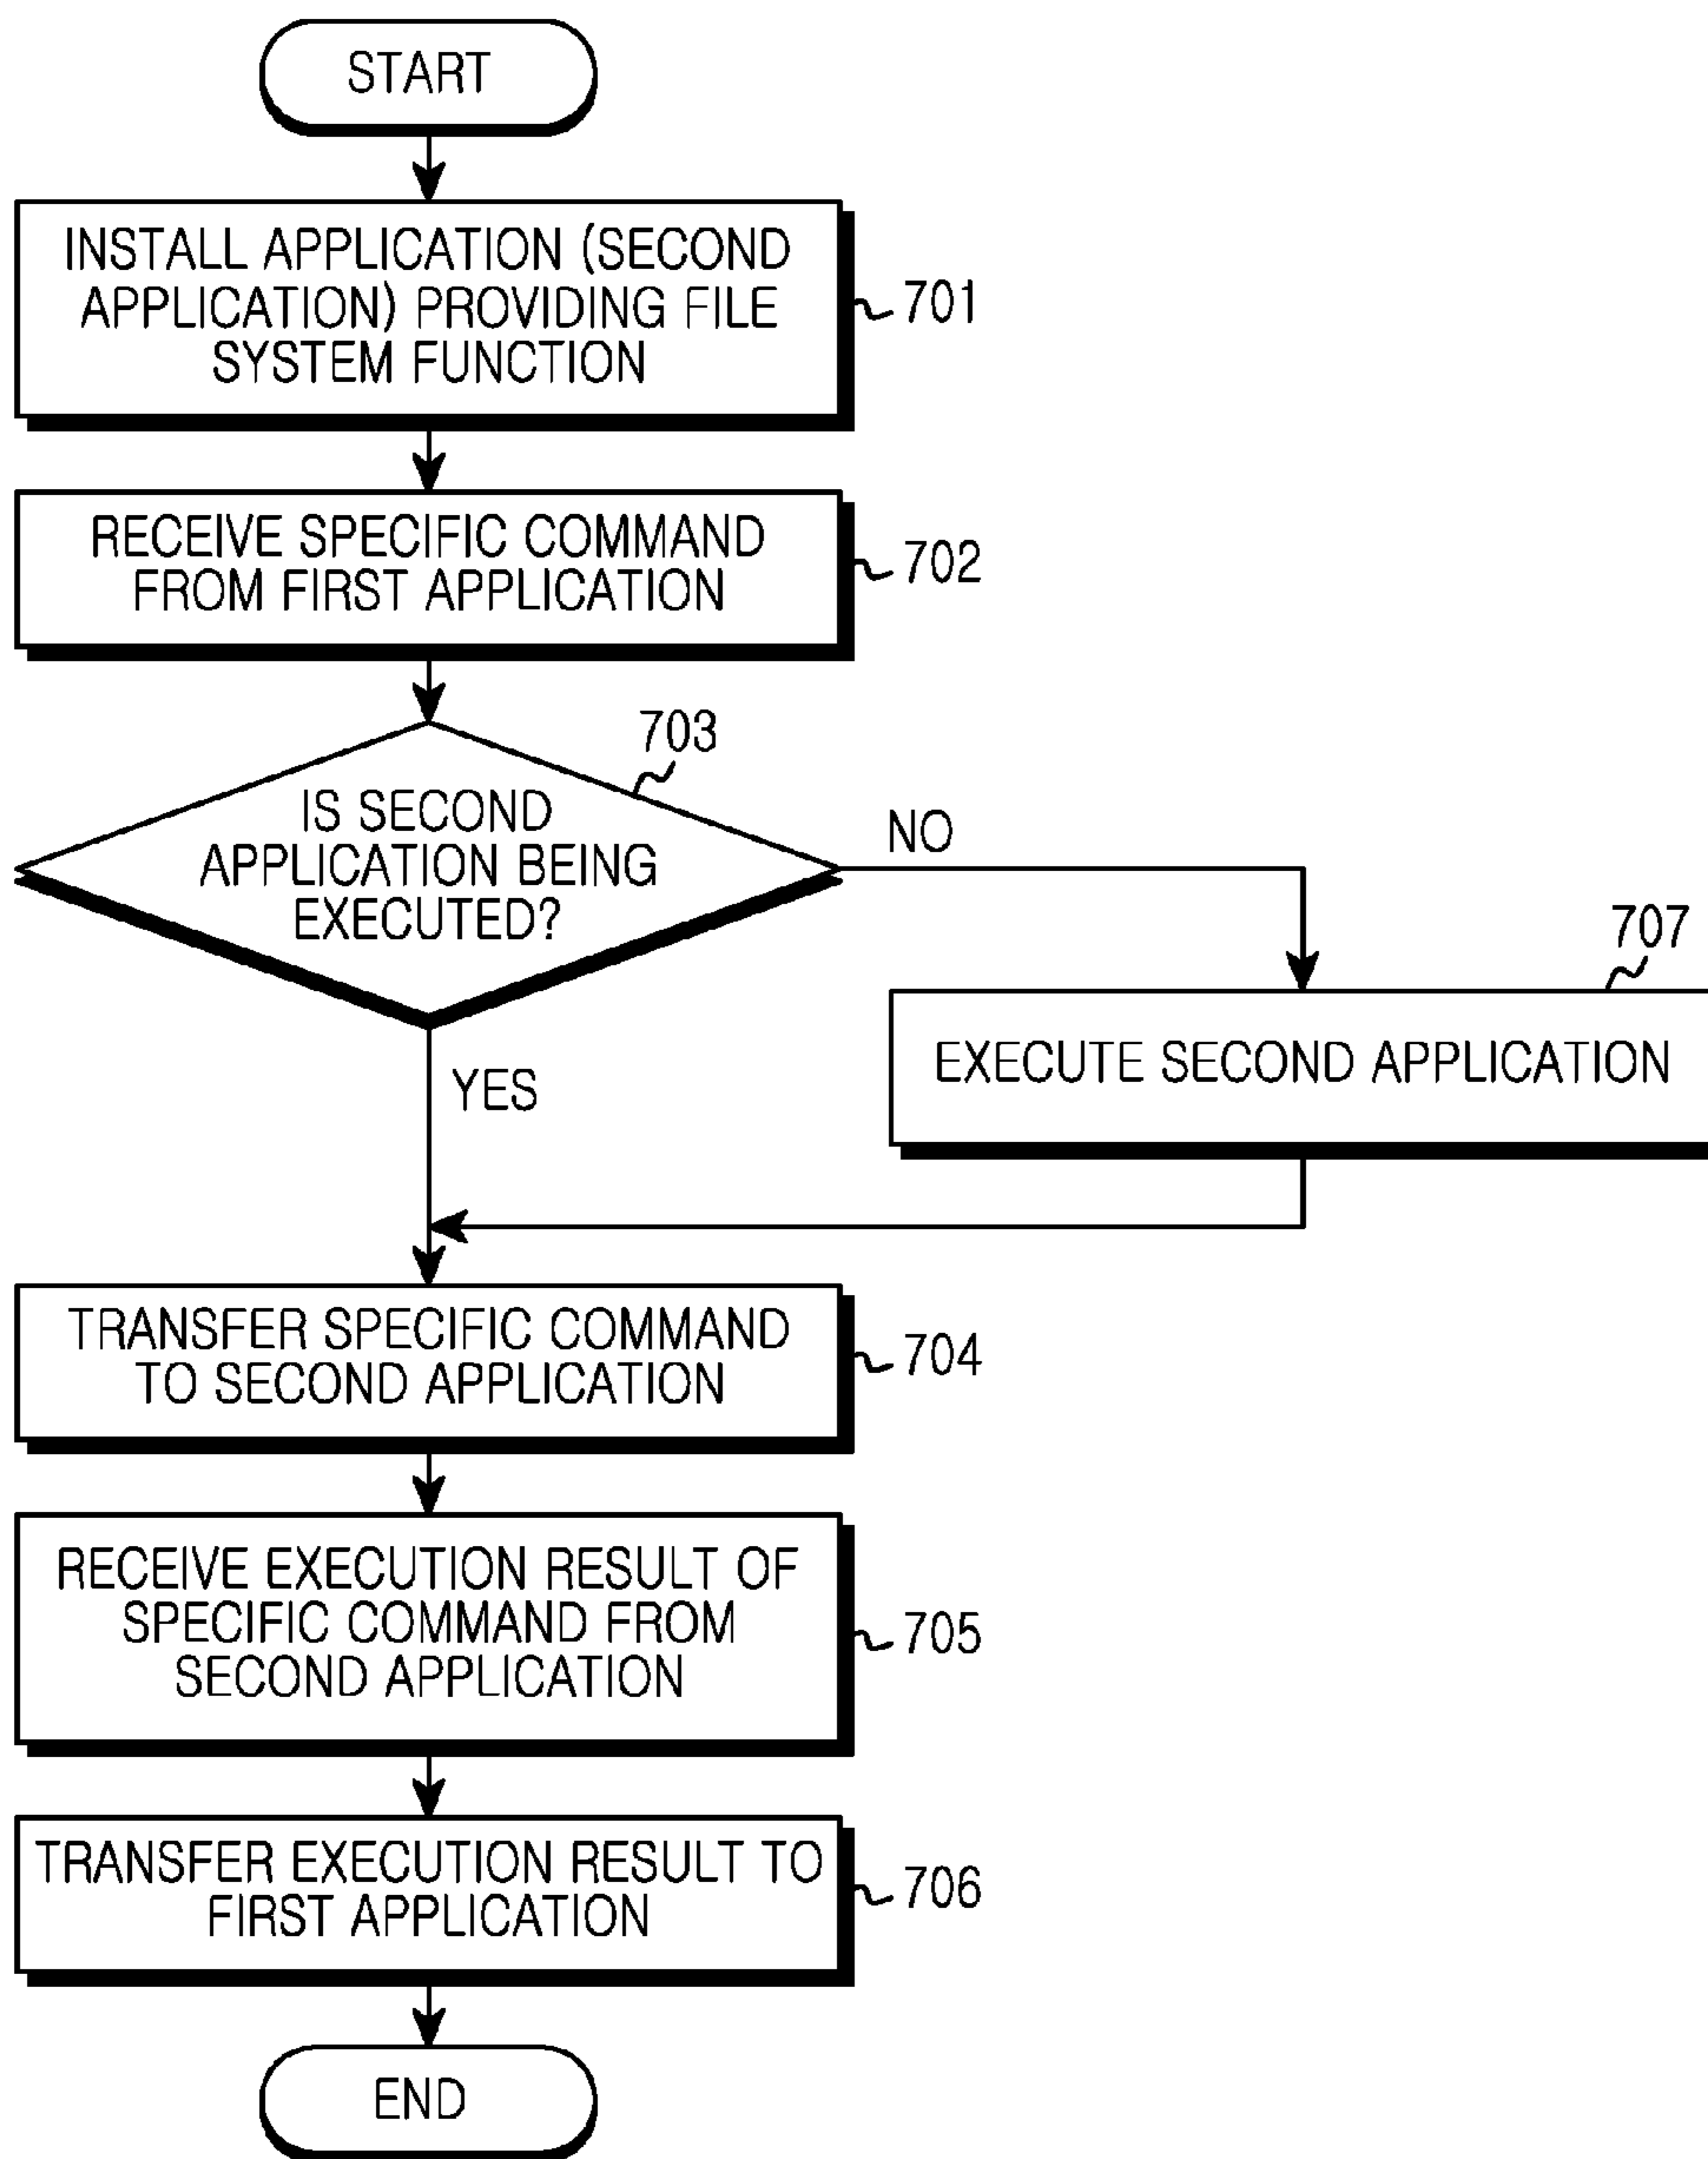 START
INSTALL APPLICATION (SECOND
APPLICATION) PROVIDING FILE
SYSTEM FUNCTION
701
RECEIVE SPECIFIC COMMAND
FROM FIRST APPLICATION
702
703
IS SECOND
APPLICATION BEING
EXECUTED?
NO
707
EXECUTE SECOND APPLICATION
YES
TRANSFER SPECIFIC COMMAND
TO SECOND APPLICATION
704
RECEIVE EXECUTION RESULT OF
SPECIFIC COMMAND FROM
SECOND APPLICATION
705
TRANSFER EXECUTION RESULT TO
FIRST APPLICATION
706
END